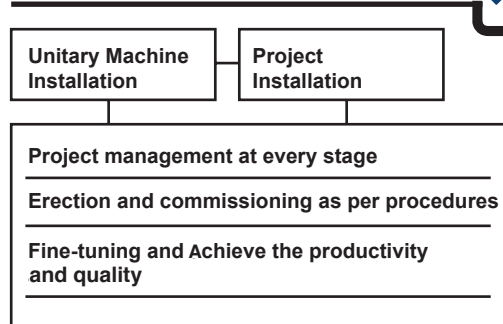 Unitary Machine
Installation
Project
Installation
Project management at every stage
Erection and commissioning as per procedures
Fine-tuning and Achieve the productivity
and quality